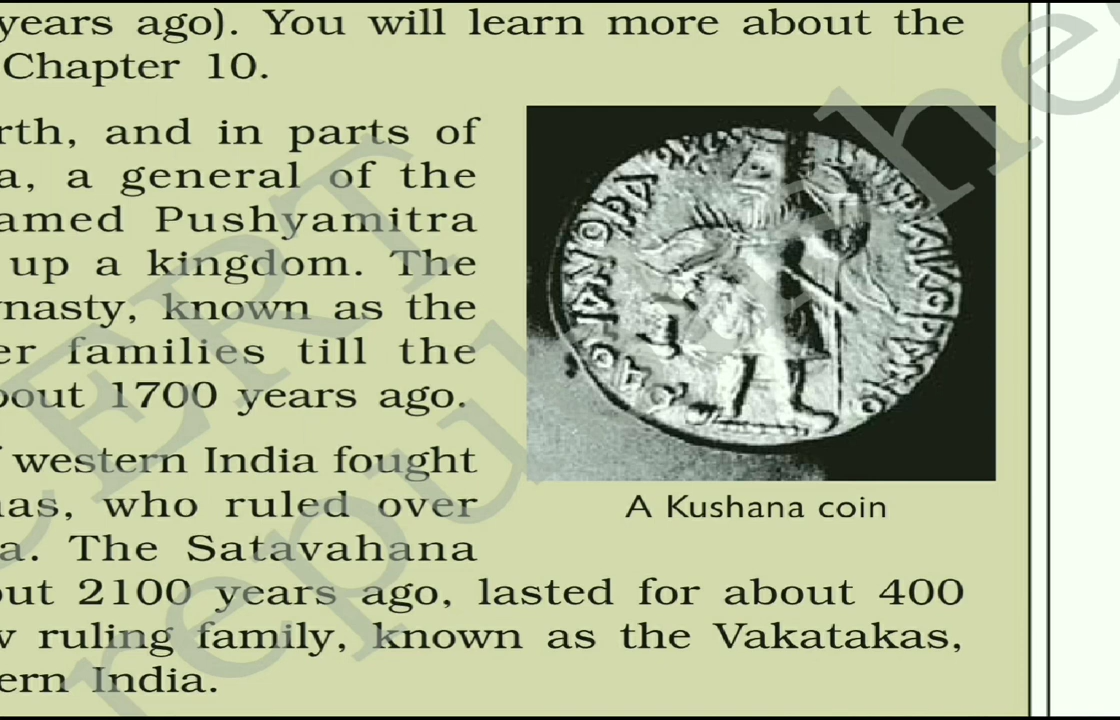 years ago). You will learn more about the
Chapter 10.
rth, and in parts of
a, a general of the
amed Pushyamitra
up a kingdom. The
nasty, known as the
er families till the
bout 1700 years ago.
western India fought
nas, who ruled over
a. The Satavahana
out 2100 years ago, lasted for about 400
w ruling family, known as the Vakatakas,
ern India.
A Kushana coin